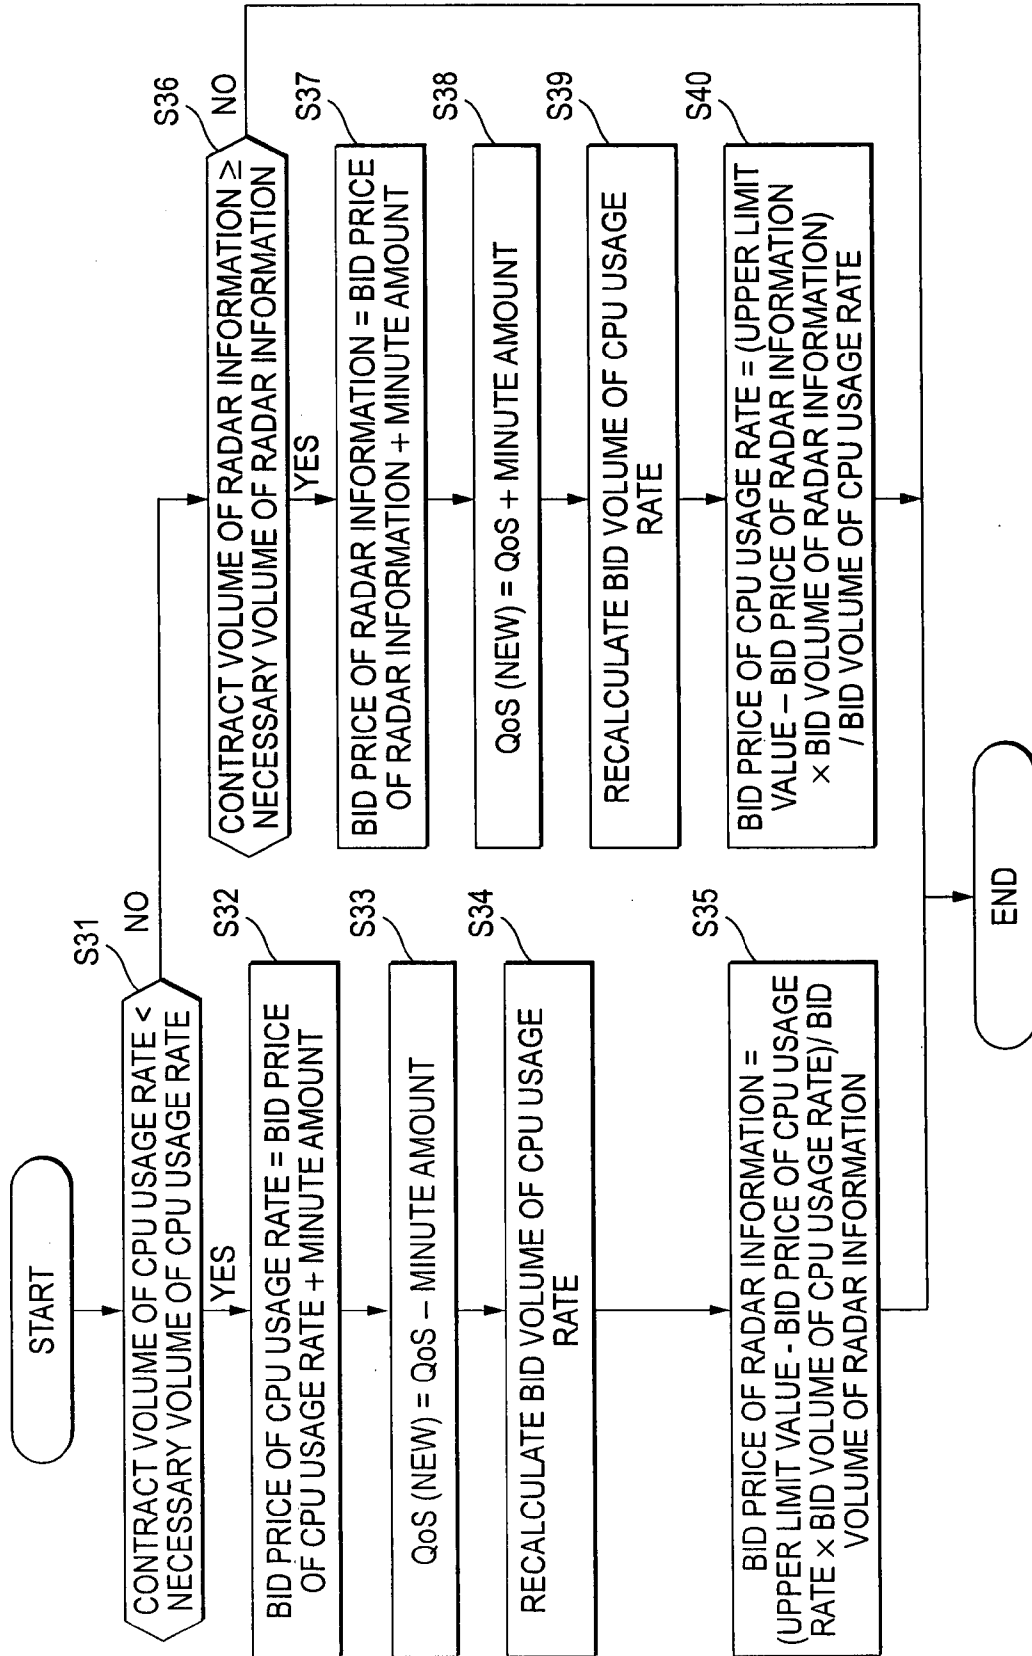 START
S31
CONTRACT VOLUME OF CPU USAGE RATE <
NECESSARY VOLUME OF CPU USAGE RATE
NO
YES
S32
BID PRICE OF CPU USAGE RATE = BID PRICE
OF CPU USAGE RATE + MINUTE AMOUNT
S33
QoS (NEW) = QoS – MINUTE AMOUNT
S34
RECALCULATE BID VOLUME OF CPU USAGE
RATE
S35
BID PRICE OF RADAR INFORMATION =
(UPPER LIMIT VALUE - BID PRICE OF CPU USAGE
RATE × BID VOLUME OF CPU USAGE RATE)/ BID
VOLUME OF RADAR INFORMATION
S36
CONTRACT VOLUME OF RADAR INFORMATION ≥
NECESSARY VOLUME OF RADAR INFORMATION
NO
YES
S37
BID PRICE OF RADAR INFORMATION = BID PRICE
OF RADAR INFORMATION + MINUTE AMOUNT
S38
QoS (NEW) = QoS + MINUTE AMOUNT
S39
RECALCULATE BID VOLUME OF CPU USAGE
RATE
S40
BID PRICE OF CPU USAGE RATE = (UPPER LIMIT
VALUE – BID PRICE OF RADAR INFORMATION
× BID VOLUME OF RADAR INFORMATION)
/ BID VOLUME OF CPU USAGE RATE
END